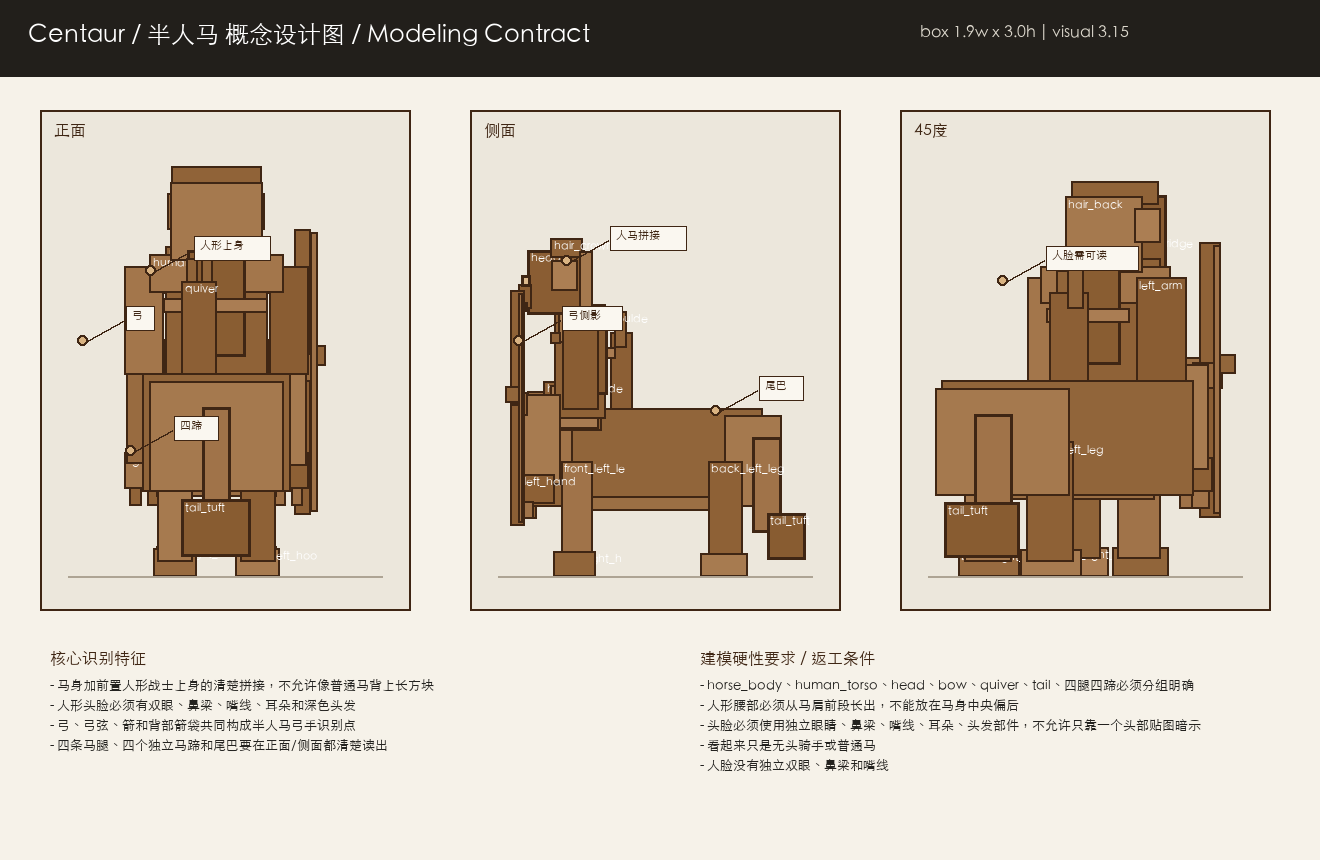 Centaur / 半人马 概念设计图 / Modeling Contract
box 1.9w x 3.0h | visual 3.15
正面
人形上身
huma
quiver
弓
四蹄
tail_tuft
eft_hoo
侧面
人马拼接
hair_
hea
弓侧影
uide
de
尾巴
front_left_le
back_left_leg
left_hand
tail_tuf
nt_h
45度
hair_back
idge
人脸需可读
left_arm
eft_leg
tail_tuft
核心识别特征
- 马身加前置人形战士上身的清楚拼接，不允许像普通马背上长方块
- 人形头脸必须有双眼、鼻梁、嘴线、耳朵和深色头发
- 弓、弓弦、箭和背部箭袋共同构成半人马弓手识别点
- 四条马腿、四个独立马蹄和尾巴要在正面/侧面都清楚读出
建模硬性要求 / 返工条件
- horse_body、human_torso、head、bow、quiver、tail、四腿四蹄必须分组明确
- 人形腰部必须从马肩前段长出，不能放在马身中央偏后
- 头脸必须使用独立眼睛、鼻梁、嘴线、耳朵、头发部件，不允许只靠一个头部贴图暗示
- 看起来只是无头骑手或普通马
- 人脸没有独立双眼、鼻梁和嘴线